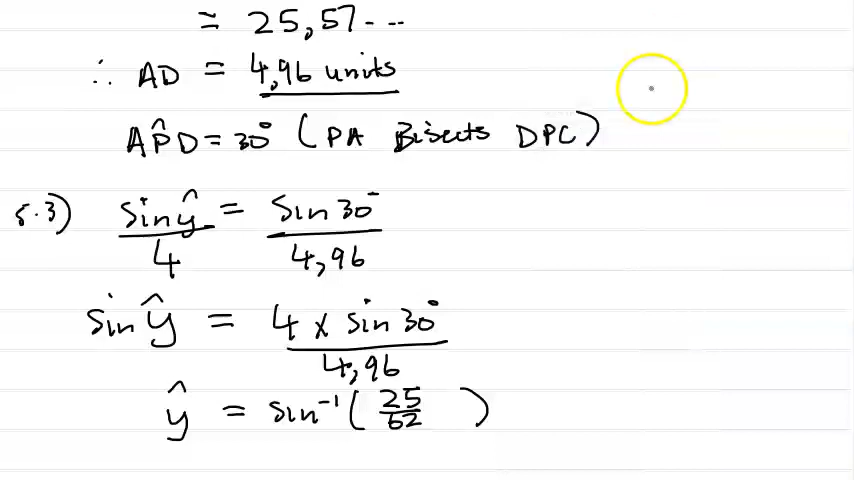 ≈ 25,57...
∴ AD = 4,96 units
AP̂D = 30° (PA Bisects DPC)
5.3) sin ŷ / 4 = sin 30° / 4,96
sin ŷ = 4 × sin 30° / 4,96
ŷ = sin⁻¹ ( 25/62 )